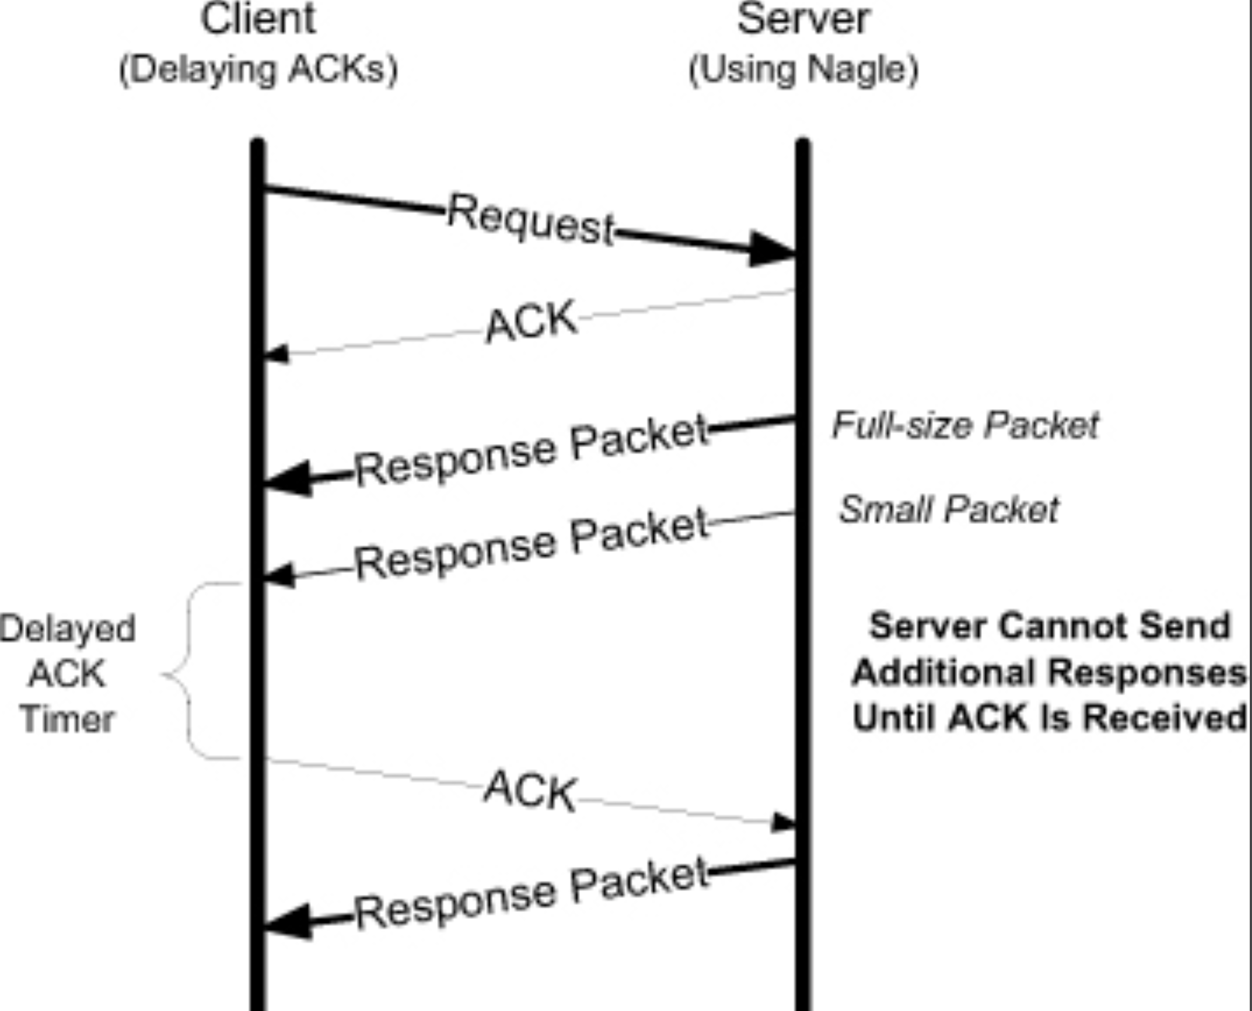 Client
(Delaying ACKs)
Server
(Using Nagle)
Request
ACK
Response Packet
Full-size Packet
Response Packet
Small Packet
Delayed
ACK
Timer
Server Cannot Send
Additional Responses
Until ACK Is Received
ACK
Response Packet